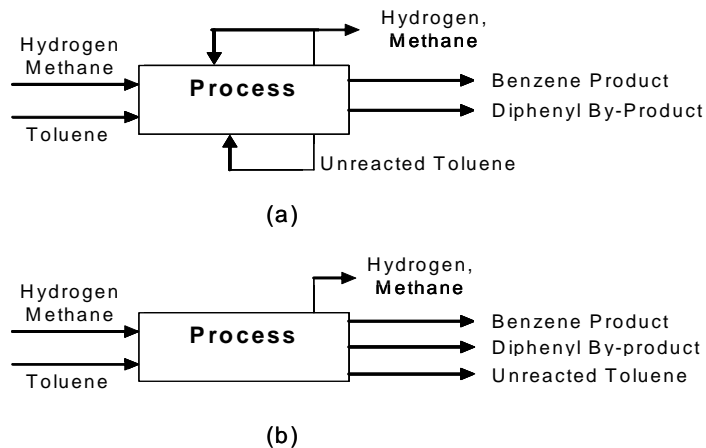 Hydrogen
Methane
Toluene
Process
Hydrogen,
Methane
Benzene Product
Diphenyl By-Product
Unreacted Toluene
(a)
Hydrogen
Methane
Toluene
Process
Hydrogen,
Methane
Benzene Product
Diphenyl By-product
Unreacted Toluene
(b)